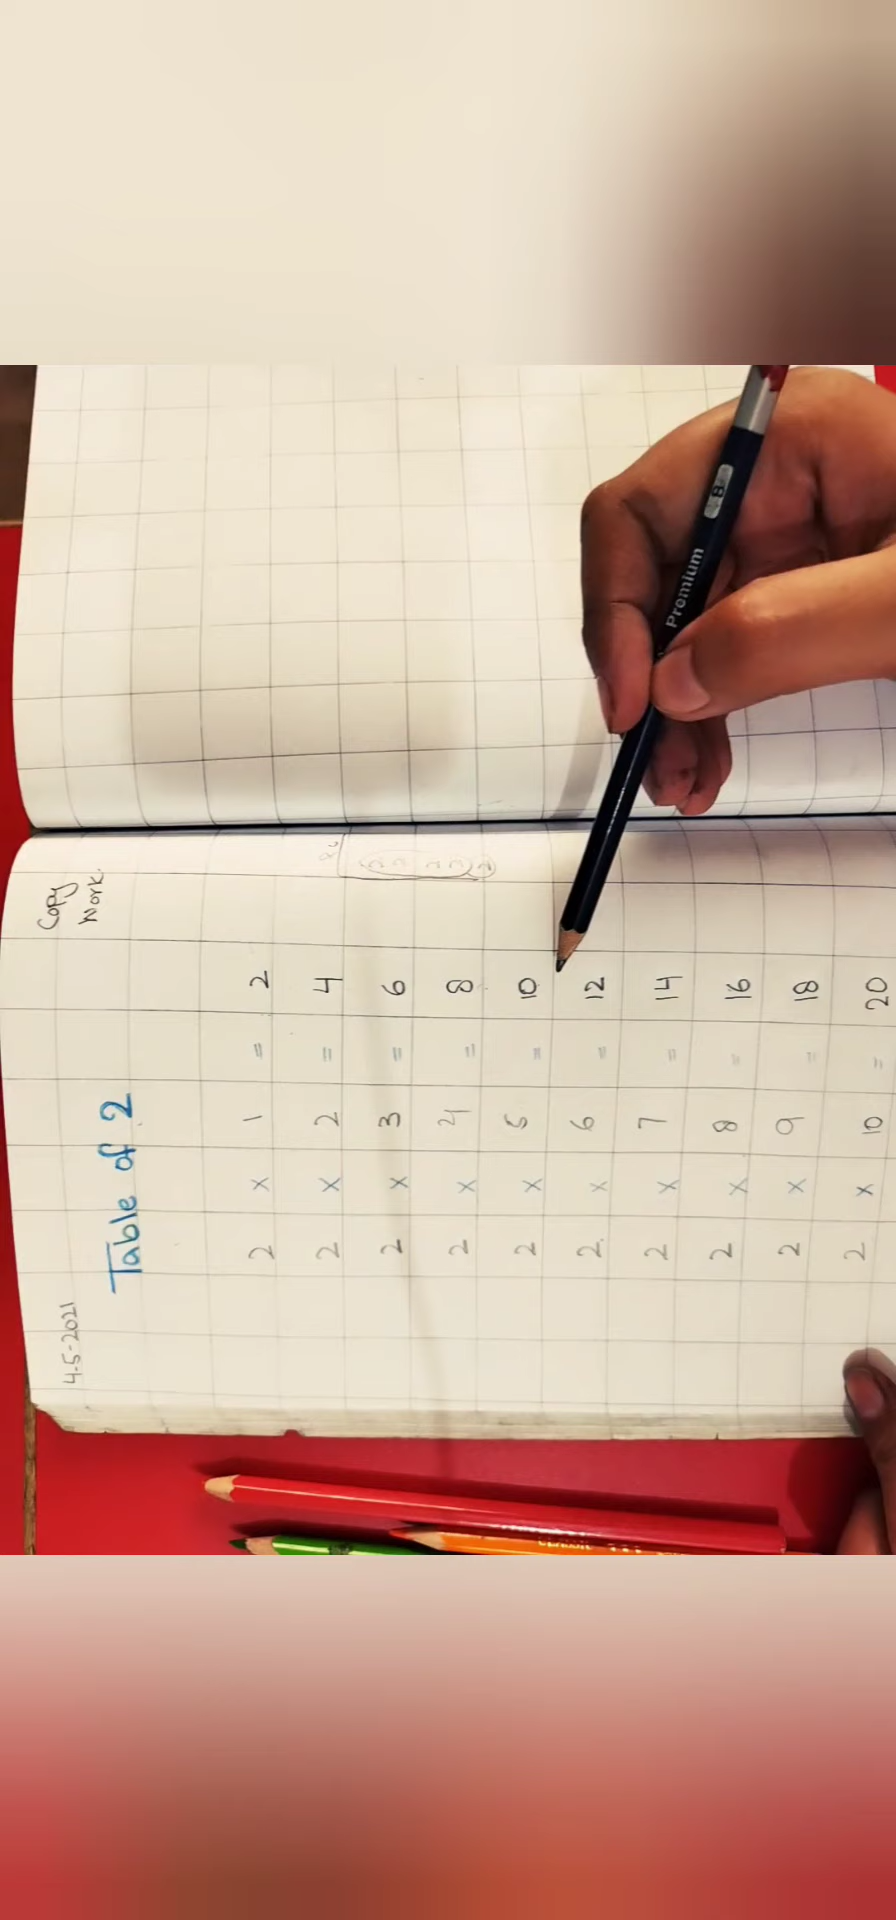 4-5-2021
Copy
Work.
Table of 2
2 x 1 = 2
2 x 2 = 4
2 x 3 = 6
2 x 4 = 8
2 x 5 = 10
2 x 6 = 12
2 x 7 = 14
2 x 8 = 16
2 x 9 = 18
2 x 10 = 20
Premium
B